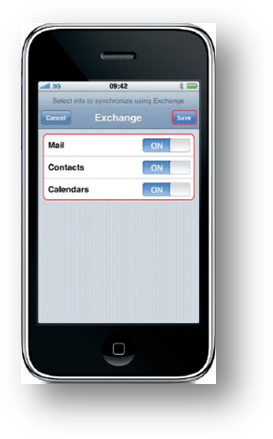 3G 09:42
Select info to synchronize using Exchange
Cancel Exchange Save
Mail ON
Contacts ON
Calendars ON